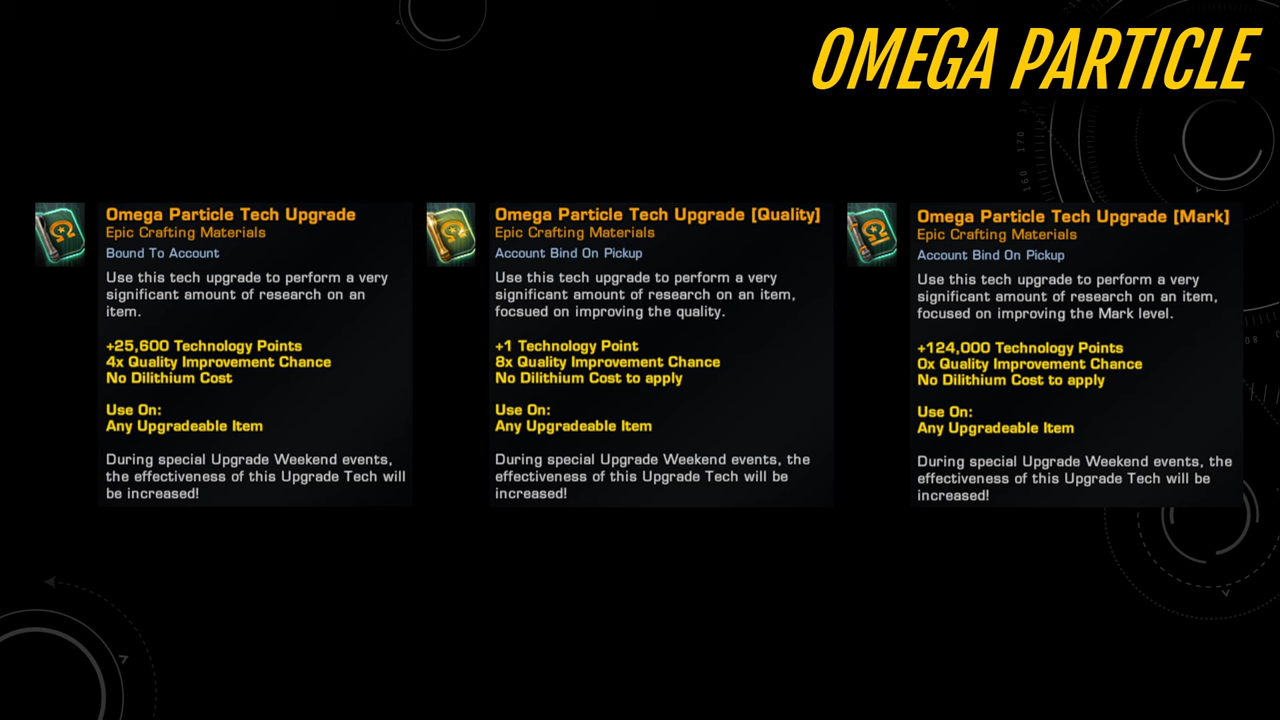 OMEGA PARTICLE
Omega Particle Tech Upgrade
Epic Crafting Materials
Bound To Account
Use this tech upgrade to perform a very
significant amount of research on an
item.
+25,600 Technology Points
4x Quality Improvement Chance
No Dilithium Cost
Use On:
Any Upgradeable Item
During special Upgrade Weekend events,
the effectiveness of this Upgrade Tech will
be increased!
Omega Particle Tech Upgrade [Quality]
Epic Crafting Materials
Account Bind On Pickup
Use this tech upgrade to perform a very
significant amount of research on an item,
focsued on improving the quality.
+1 Technology Point
8x Quality Improvement Chance
No Dilithium Cost to apply
Use On:
Any Upgradeable Item
During special Upgrade Weekend events, the
effectiveness of this Upgrade Tech will be
increased!
Omega Particle Tech Upgrade [Mark]
Epic Crafting Materials
Account Bind On Pickup
Use this tech upgrade to perform a very
significant amount of research on an item,
focused on improving the Mark level.
+124,000 Technology Points
0x Quality Improvement Chance
No Dilithium Cost to apply
Use On:
Any Upgradeable Item
During special Upgrade Weekend events, the
effectiveness of this Upgrade Tech will be
increased!
170
160